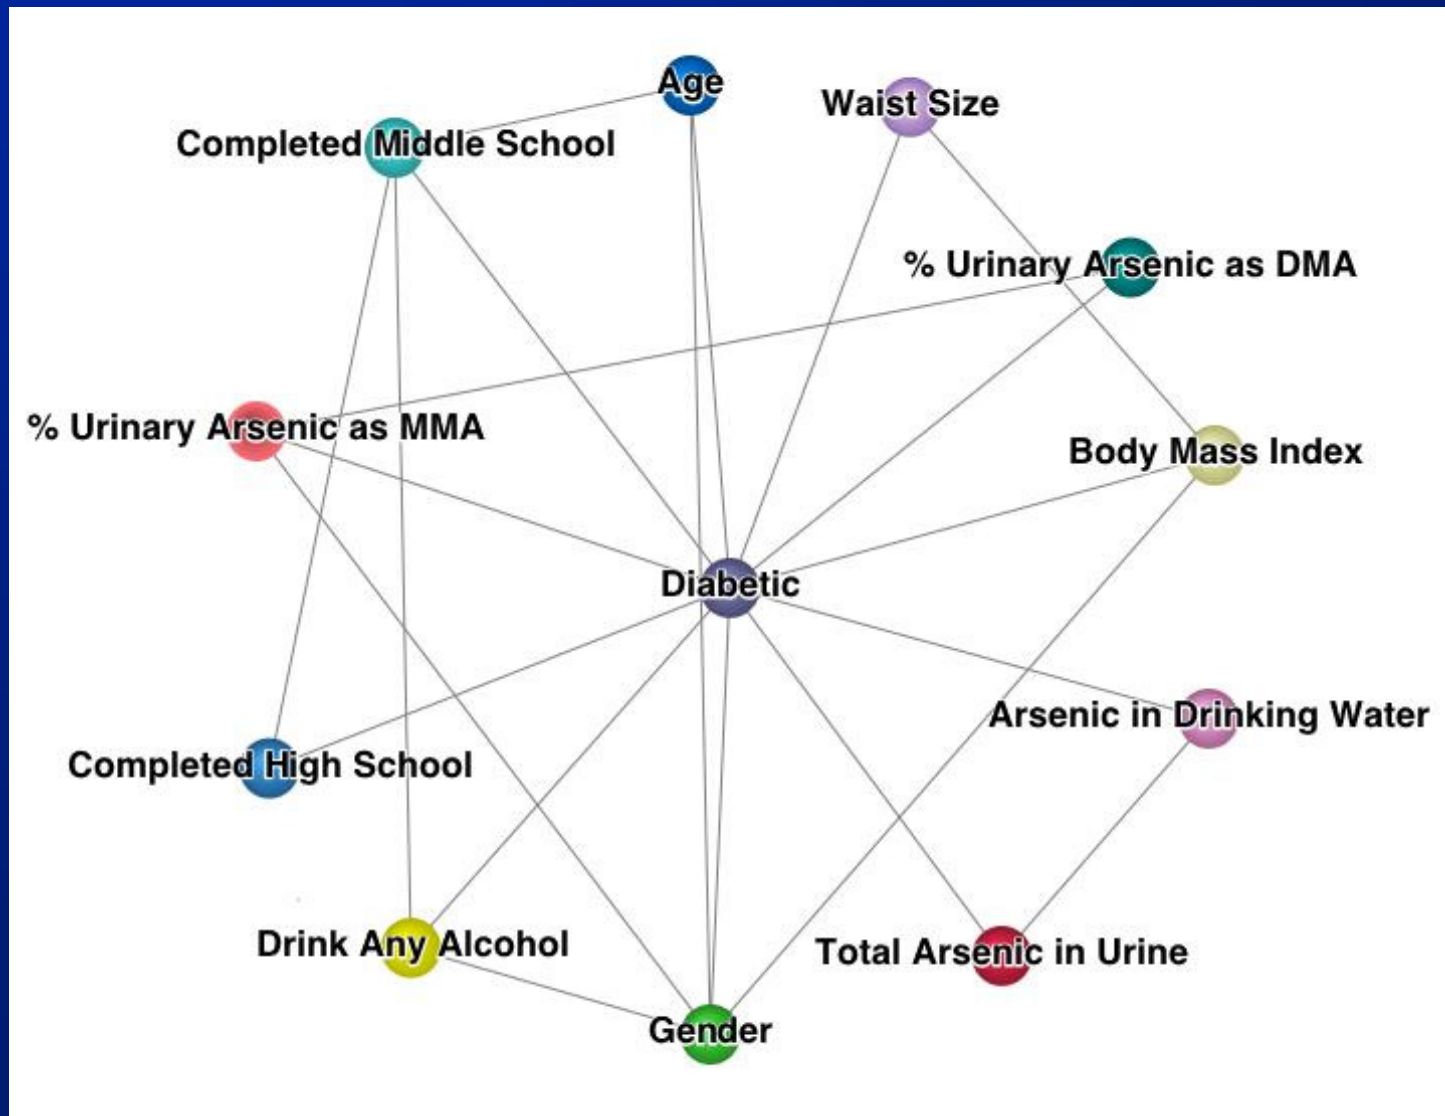 Age
Waist Size
Completed Middle School
% Urinary Arsenic as DMA
% Urinary Arsenic as MMA
Body Mass Index
Diabetic
Arsenic in Drinking Water
Completed High School
Drink Any Alcohol
Total Arsenic in Urine
Gender